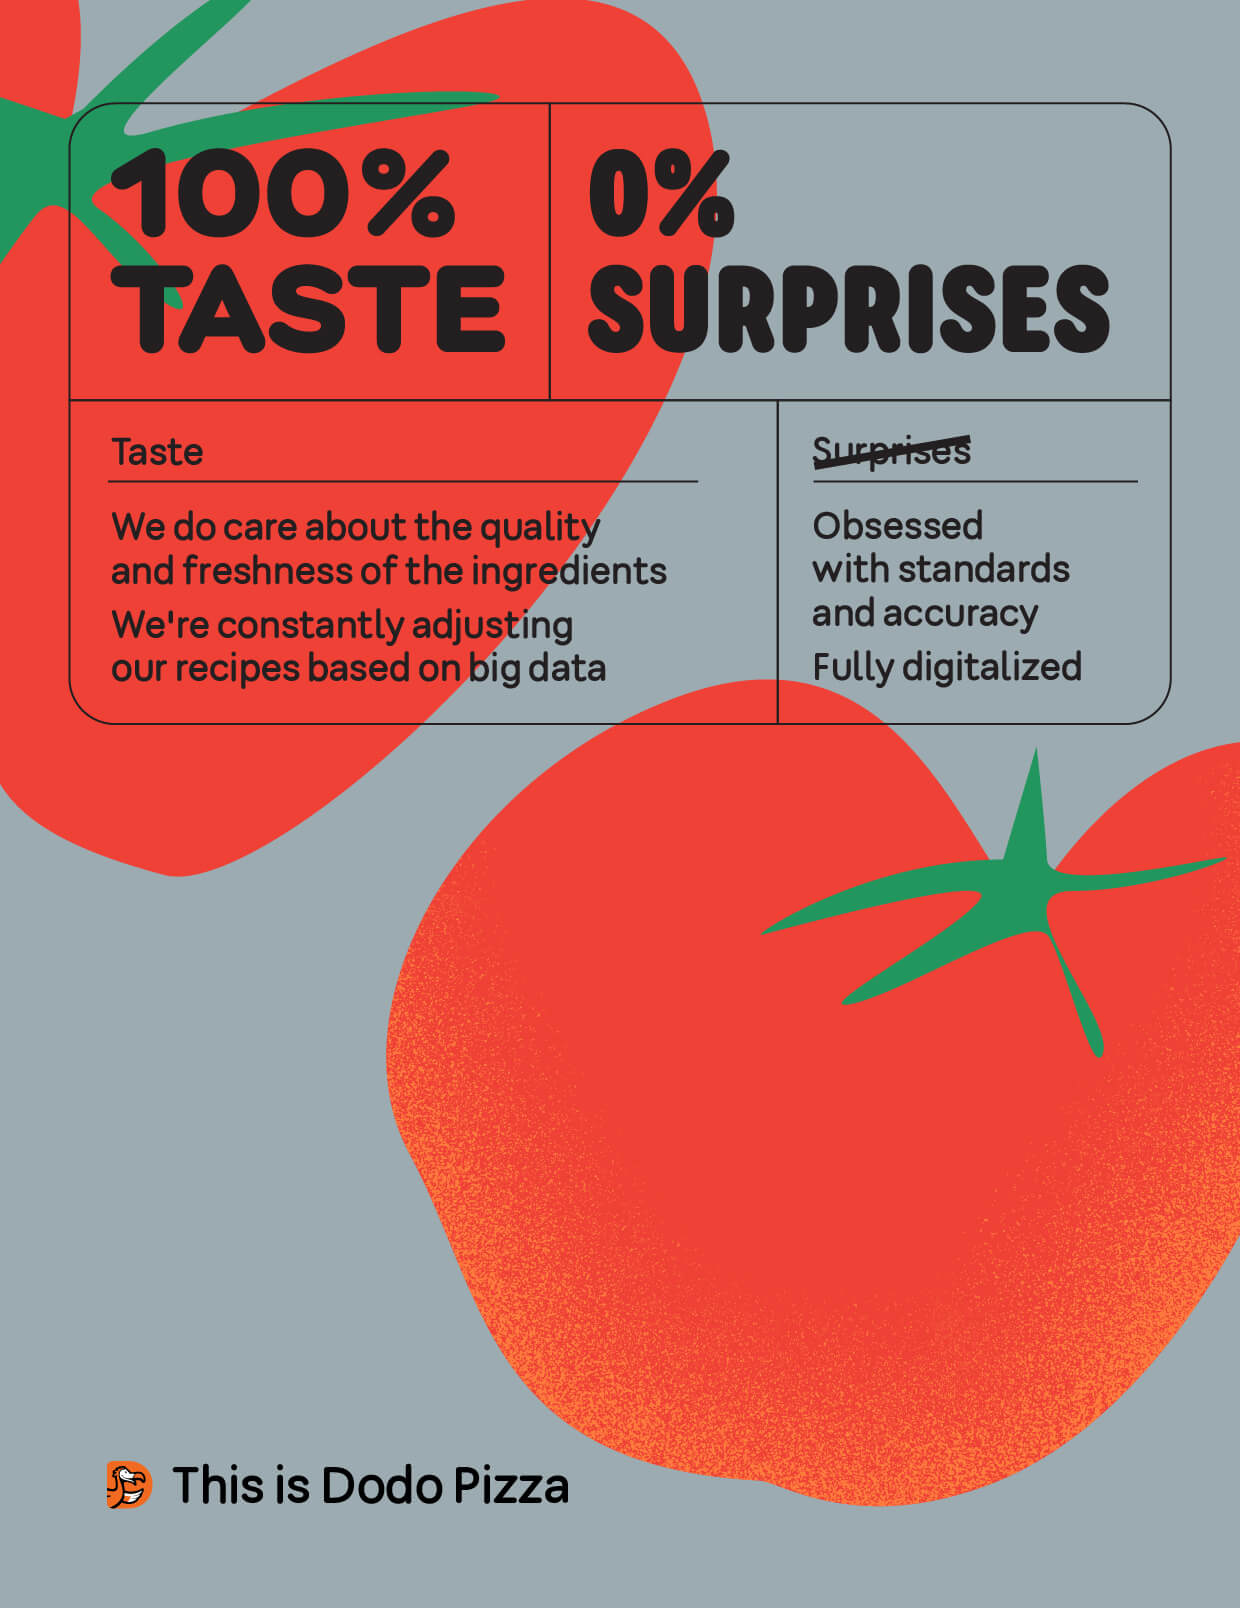 100%
TASTE
0%
SURPRISES
Taste
We do care about the quality
and freshness of the ingredients
We're constantly adjusting
our recipes based on big data
Surprises
Obsessed
with standards
and accuracy
Fully digitalized
This is Dodo Pizza